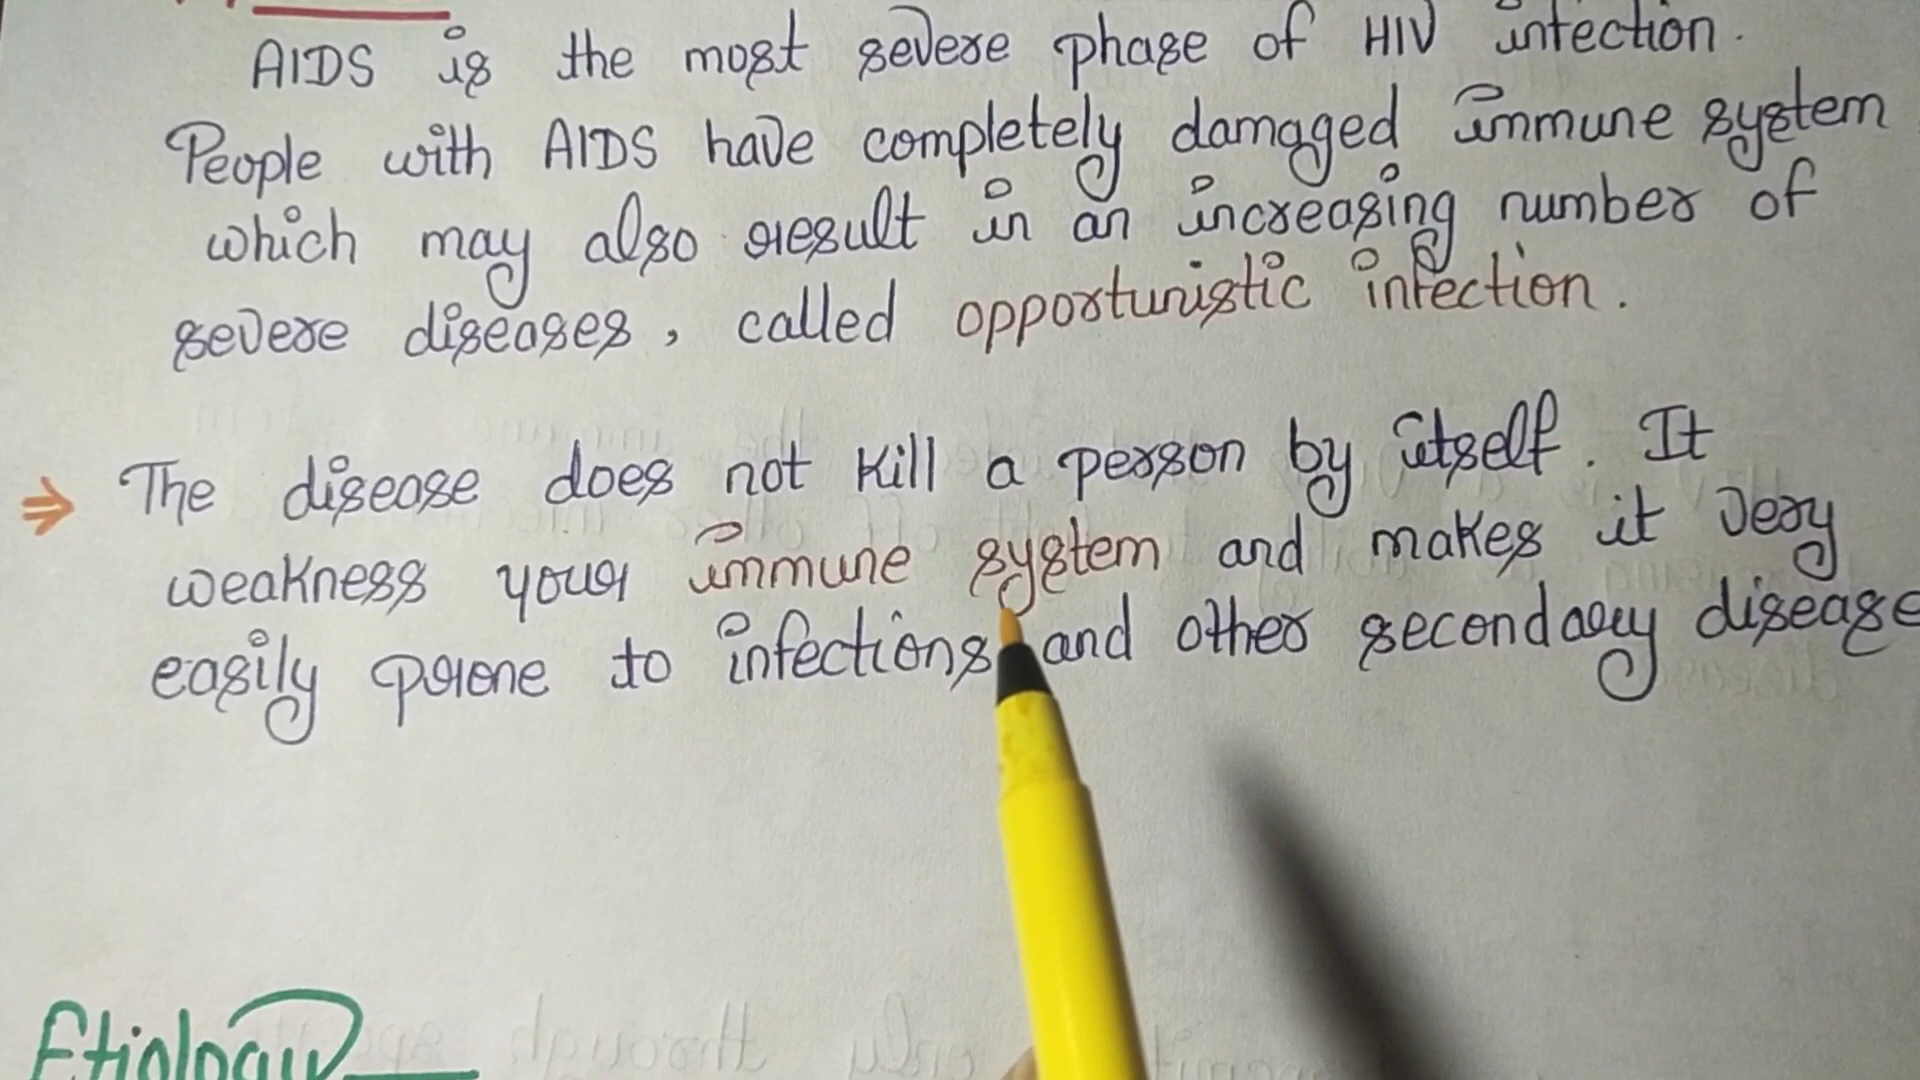 AIDS is the most severe phase of HIV infection.
People with AIDS have completely damaged immune system
which may also result in an increasing number of
severe diseases, called opportunistic infection.
⇒ The disease does not kill a person by itself. It
weakness your immune system and makes it very
easily prone to infections and other secondary disease
Etiology